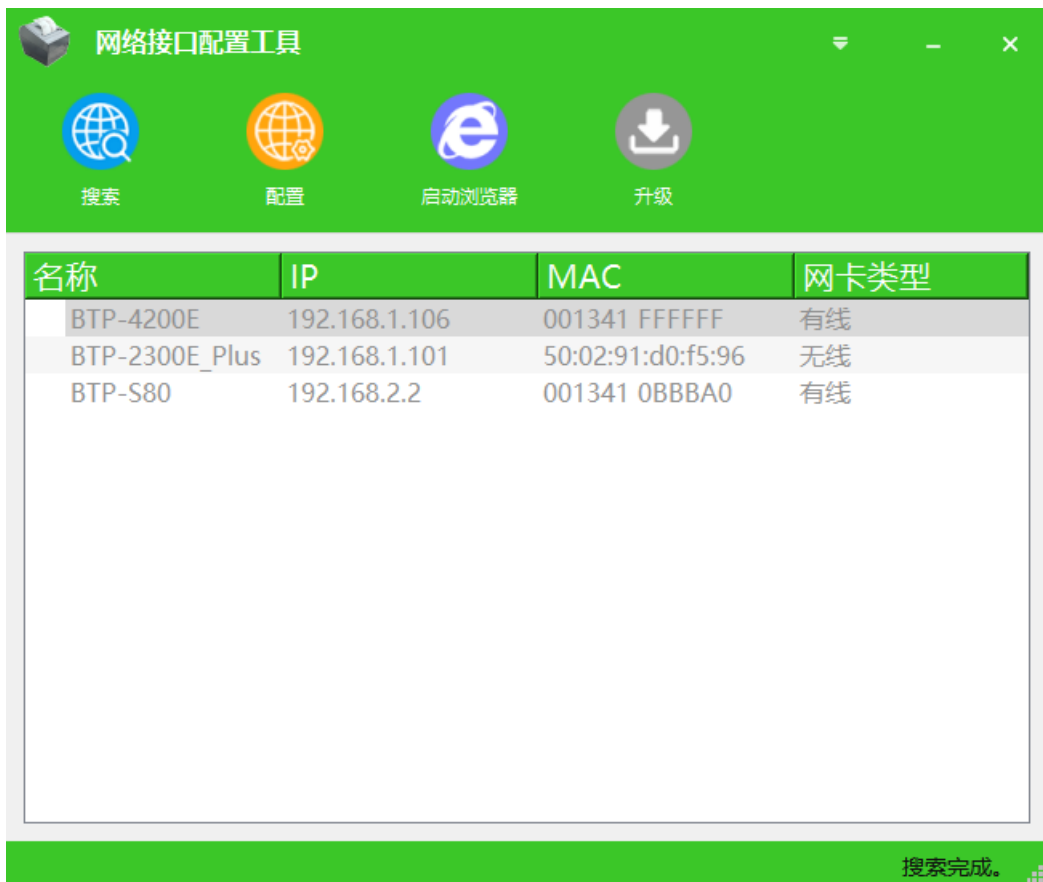 网络接口配置工具
搜索 配置 启动浏览器 升级
名称 IP MAC 网卡类型
BTP-4200E 192.168.1.106 001341 FFFFFF 有线
BTP-2300E_Plus 192.168.1.101 50:02:91:d0:f5:96 无线
BTP-S80 192.168.2.2 001341 0BBBA0 有线
搜索完成。